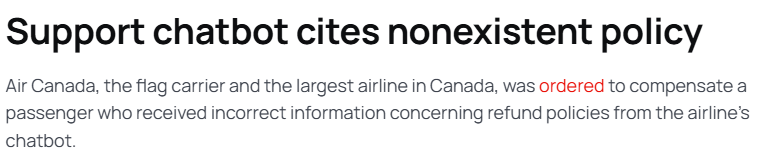 Support chatbot cites nonexistent policy
Air Canada, the flag carrier and the largest airline in Canada, was ordered to compensate a
passenger who received incorrect information concerning refund policies from the airline's
chatbot.